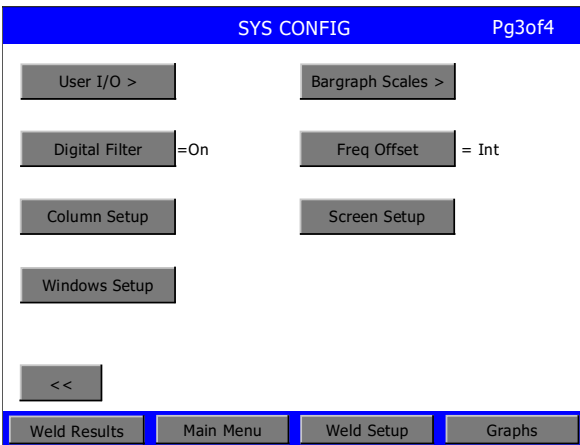 SYS CONFIG Pg3of4
User I/O > Bargraph Scales >
Digital Filter =On Freq Offset = Int
Column Setup Screen Setup
Windows Setup
<<
Weld Results Main Menu Weld Setup Graphs